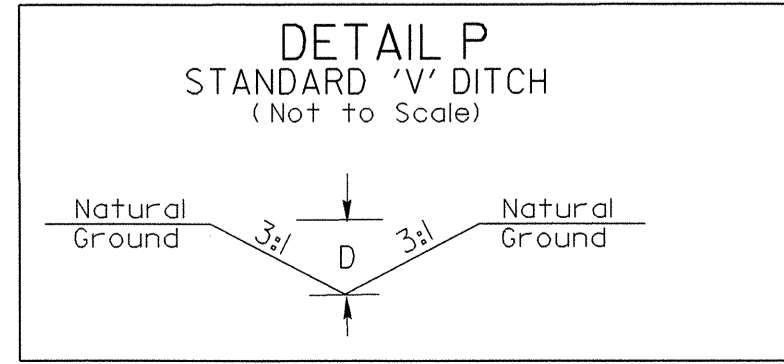 DETAIL P
STANDARD 'V' DITCH
(Not to Scale)
Natural
Ground
3:1
D
3:1
Natural
Ground